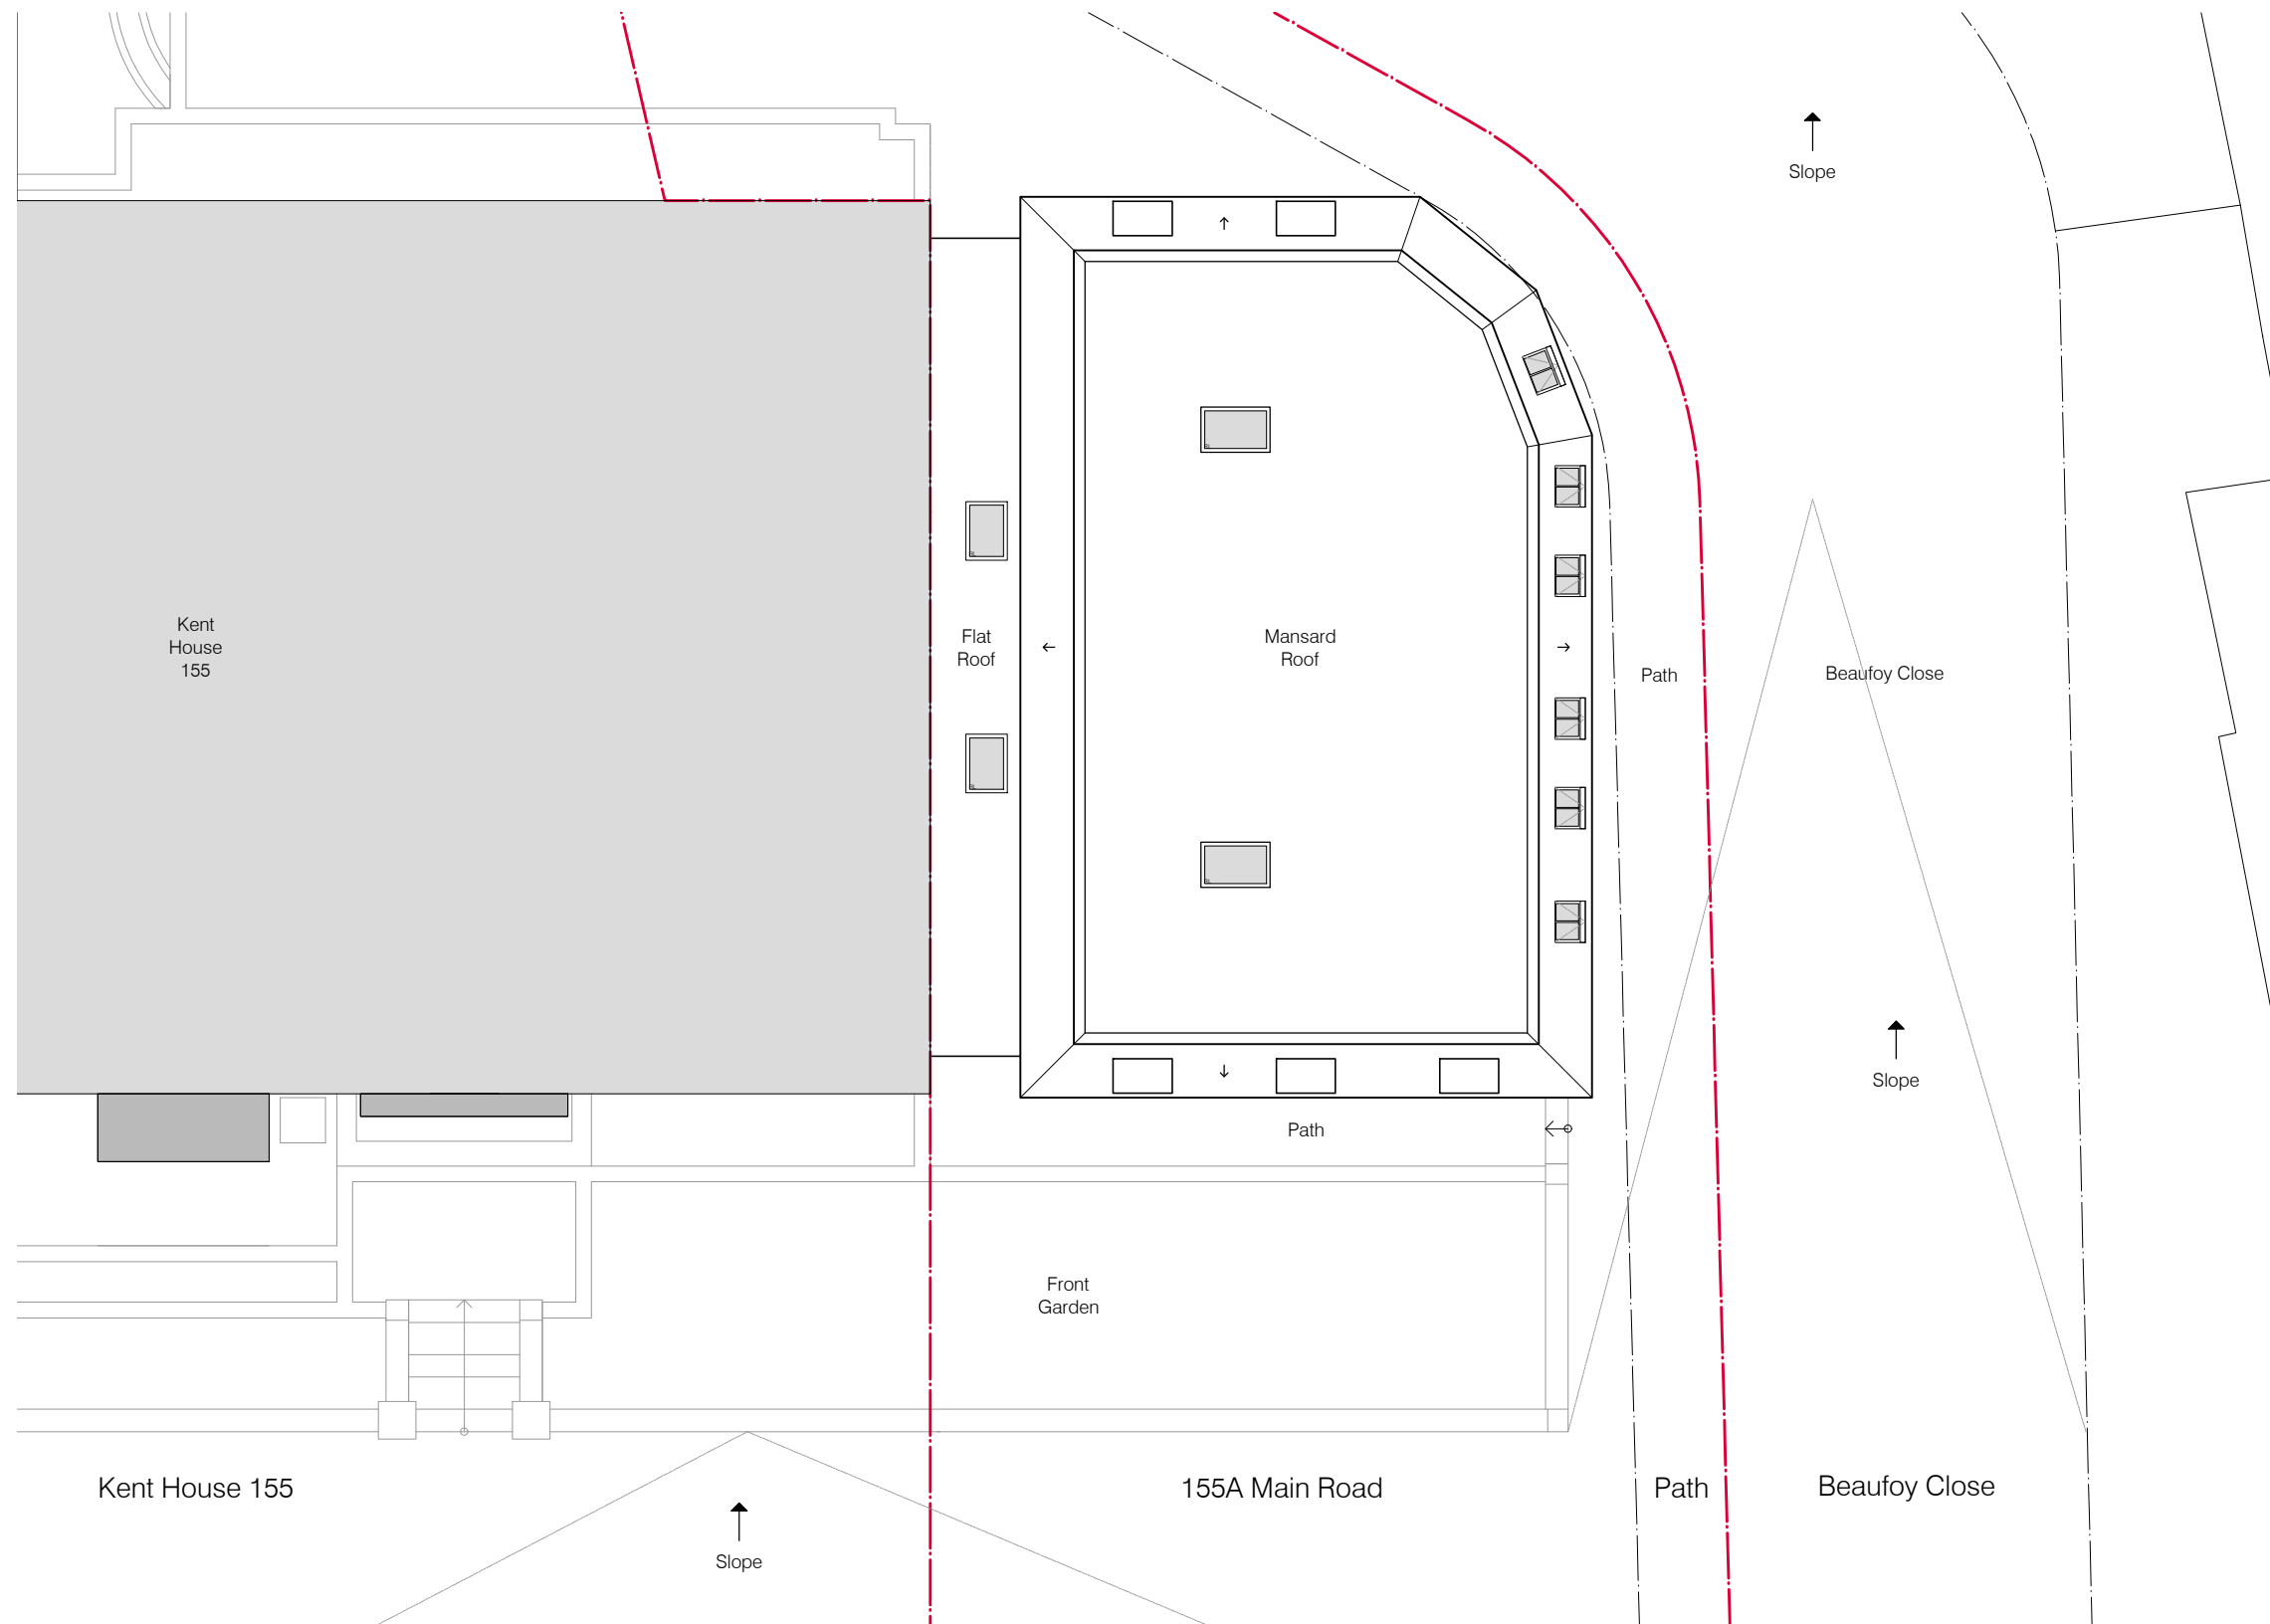 Slope
Kent
House
155
Flat
Roof
Mansard
Roof
Path
Beaufoy Close
Slope
Path
Front
Garden
Kent House 155
155A Main Road
Path
Beaufoy Close
Slope